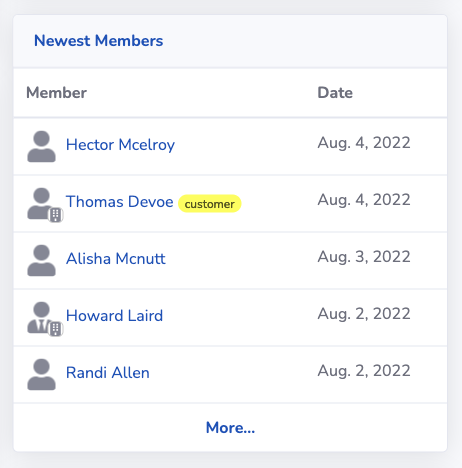 Newest Members
Member Date
Hector Mcelroy Aug. 4, 2022
Thomas Devoe customer Aug. 4, 2022
Alisha Mcnutt Aug. 3, 2022
Howard Laird Aug. 2, 2022
Randi Allen Aug. 2, 2022
More...